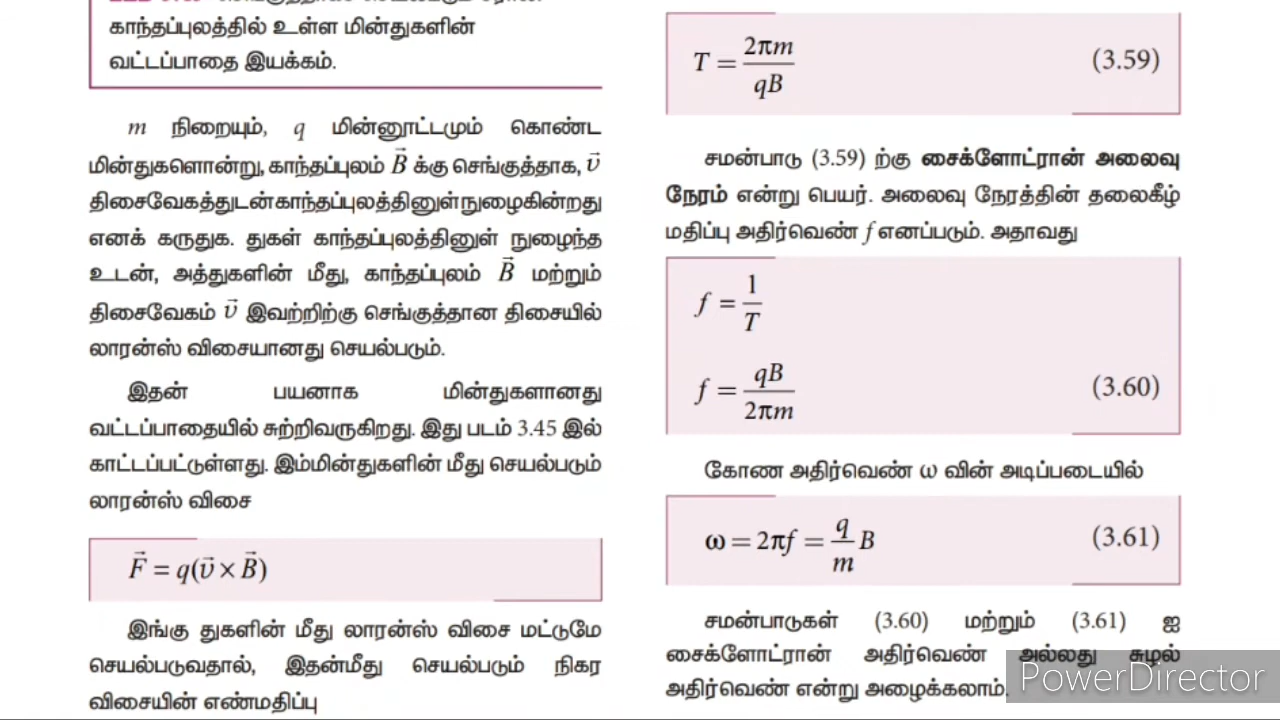 காந்தப்புலத்தில் உள்ள மின்துகளின்
வட்டப்பாதை இயக்கம்.
m நிறையும், q மின்னூட்டமும் கொண்ட
மின்துகளொன்று, காந்தப்புலம் B⃗ க்கு செங்குத்தாக, υ⃗
திசைவேகத்துடன் காந்தப்புலத்தினுள் நுழைகின்றது
எனக் கருதுக. துகள் காந்தப்புலத்தினுள் நுழைந்த
உடன், அத்துகளின் மீது, காந்தப்புலம் B⃗ மற்றும்
திசைவேகம் υ⃗ இவற்றிற்கு செங்குத்தான திசையில்
லாரன்ஸ் விசையானது செயல்படும்.
இதன் பயனாக மின்துகளானது
வட்டப்பாதையில் சுற்றிவருகிறது. இது படம் 3.45 இல்
காட்டப்பட்டுள்ளது. இம்மின்துகளின் மீது செயல்படும்
லாரன்ஸ் விசை
F⃗ = q(υ⃗ × B⃗)
இங்கு துகளின் மீது லாரன்ஸ் விசை மட்டுமே
செயல்படுவதால், இதன்மீது செயல்படும் நிகர
விசையின் எண்மதிப்பு
T = 2πm / qB (3.59)
சமன்பாடு (3.59) ற்கு சைக்ளோட்ரான் அலைவு
நேரம் என்று பெயர். அலைவு நேரத்தின் தலைகீழ்
மதிப்பு அதிர்வெண் f எனப்படும். அதாவது
f = 1 / T
f = qB / 2πm (3.60)
கோண அதிர்வெண் ω வின் அடிப்படையில்
ω = 2πf = q/m B (3.61)
சமன்பாடுகள் (3.60) மற்றும் (3.61) ஐ
சைக்ளோட்ரான் அதிர்வெண் அல்லது சுழல்
அதிர்வெண் என்று அழைக்கலாம்.
PowerDirector